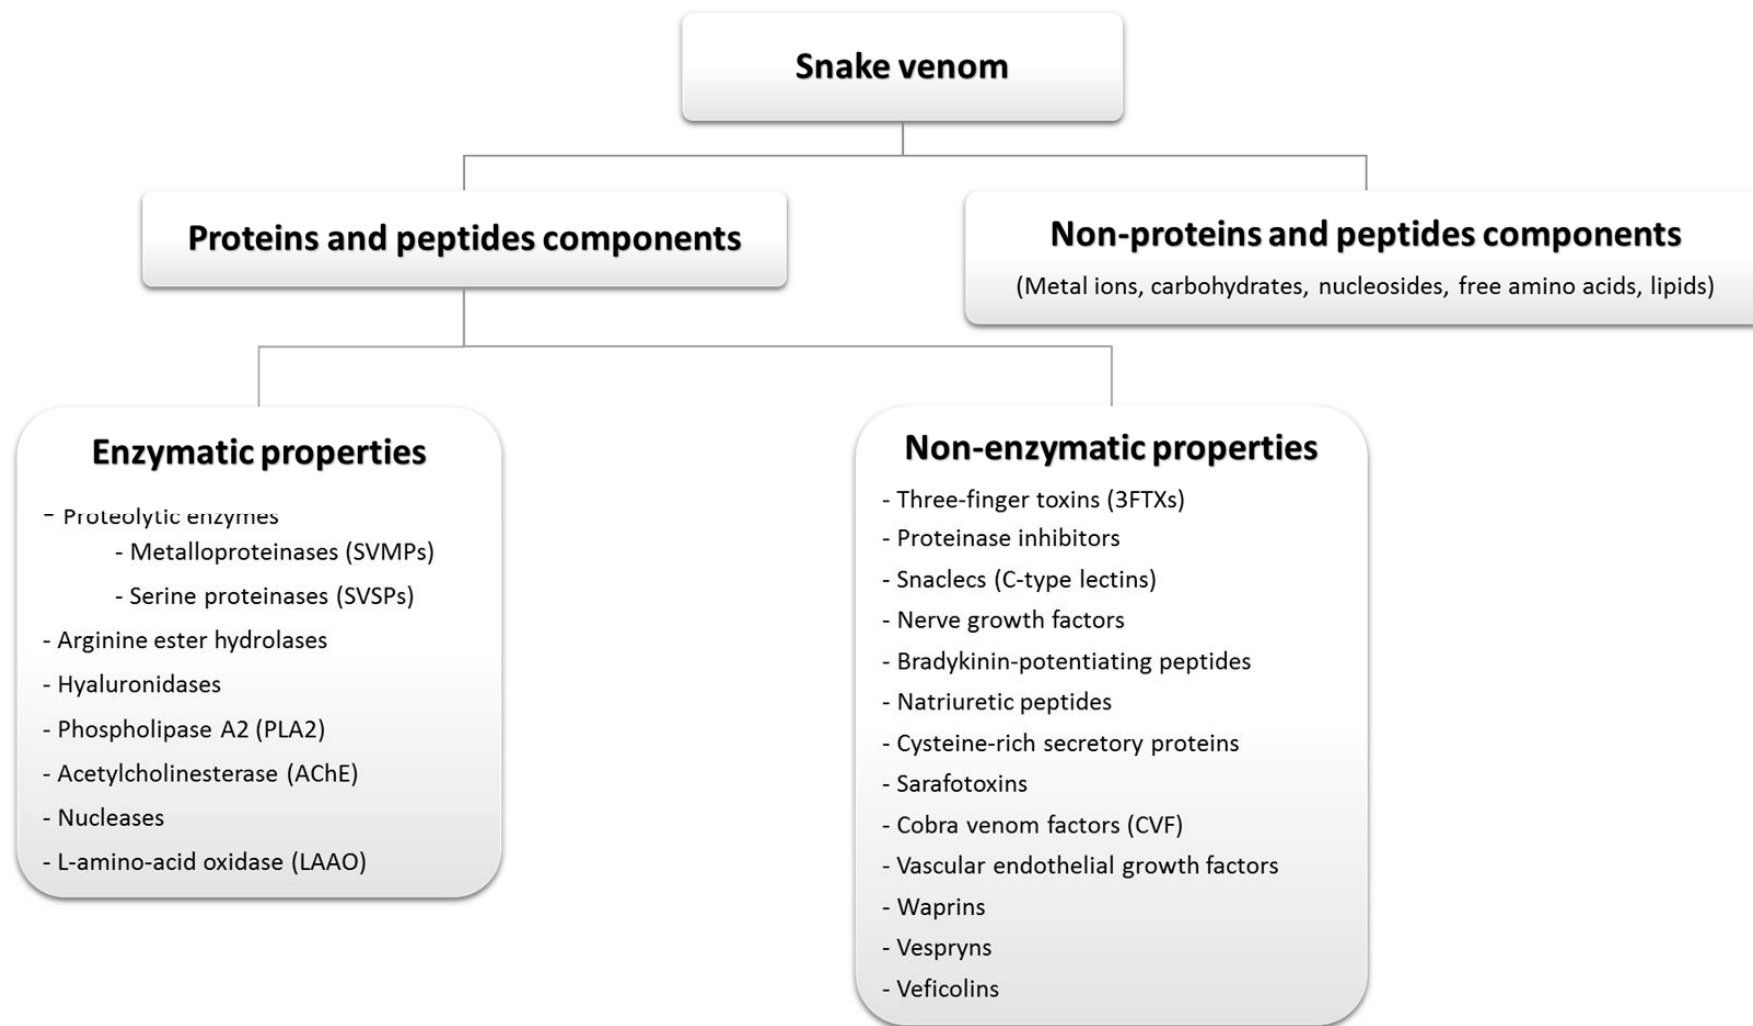 Snake venom
Proteins and peptides components
Non-proteins and peptides components
(Metal ions, carbohydrates, nucleosides, free amino acids, lipids)
Enzymatic properties
- Proteolytic enzymes
- Metalloproteinases (SVMPs)
- Serine proteinases (SVSPs)
- Arginine ester hydrolases
- Hyaluronidases
- Phospholipase A2 (PLA2)
- Acetylcholinesterase (AChE)
- Nucleases
- L-amino-acid oxidase (LAAO)
Non-enzymatic properties
- Three-finger toxins (3FTXs)
- Proteinase inhibitors
- Snaclecs (C-type lectins)
- Nerve growth factors
- Bradykinin-potentiating peptides
- Natriuretic peptides
- Cysteine-rich secretory proteins
- Sarafotoxins
- Cobra venom factors (CVF)
- Vascular endothelial growth factors
- Waprins
- Vespryns
- Veficolins